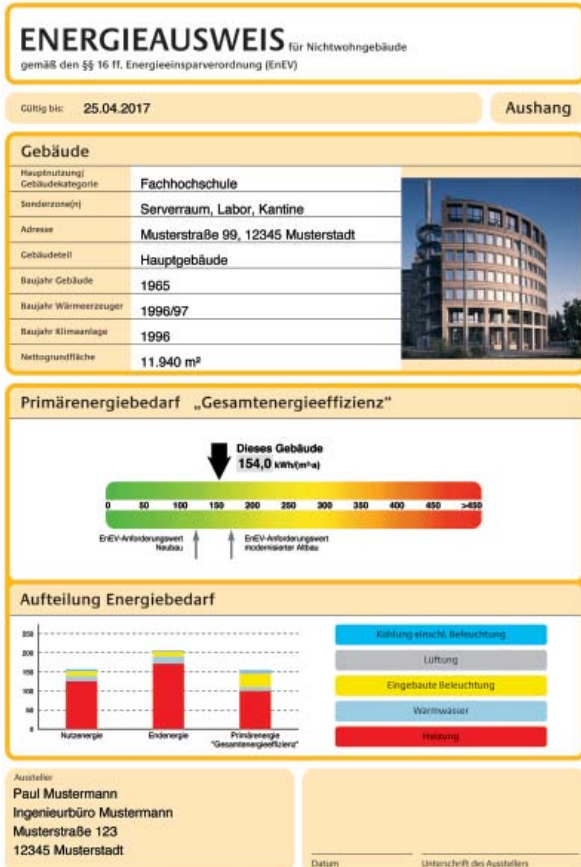 ENERGIEAUSWEIS für Nichtwohngebäude
gemäß den §§ 16 ff. Energieeinsparverordnung (EnEV)
Gültig bis: 25.04.2017
Aushang
Gebäude
Hauptnutzung/
Gebäudekategorie Fachhochschule
Sonderzone(n) Serverraum, Labor, Kantine
Adresse Musterstraße 99, 12345 Musterstadt
Gebäudeteil Hauptgebäude
Baujahr Gebäude 1965
Baujahr Wärmeerzeuger 1996/97
Baujahr Klimaanlage 1996
Nettogrundfläche 11.940 m²
Primärenergiebedarf „Gesamtenergieeffizienz"
Dieses Gebäude
154,0 kWh/(m²·a)
0 50 100 150 200 250 300 350 400 450 >450
EnEV-Anforderungswert
Neubau
EnEV-Anforderungswert
modernisierter Altbau
Aufteilung Energiebedarf
250
200
150
100
50
0
Nutzenergie
Endenergie
Primärenergie
"Gesamtenergieeffizienz"
Kühlung einschl. Beleuchtung
Lüftung
Eingebaute Beleuchtung
Warmwasser
Heizung
Aussteller
Paul Mustermann
Ingenieurbüro Mustermann
Musterstraße 123
12345 Musterstadt
Datum
Unterschrift des Ausstellers